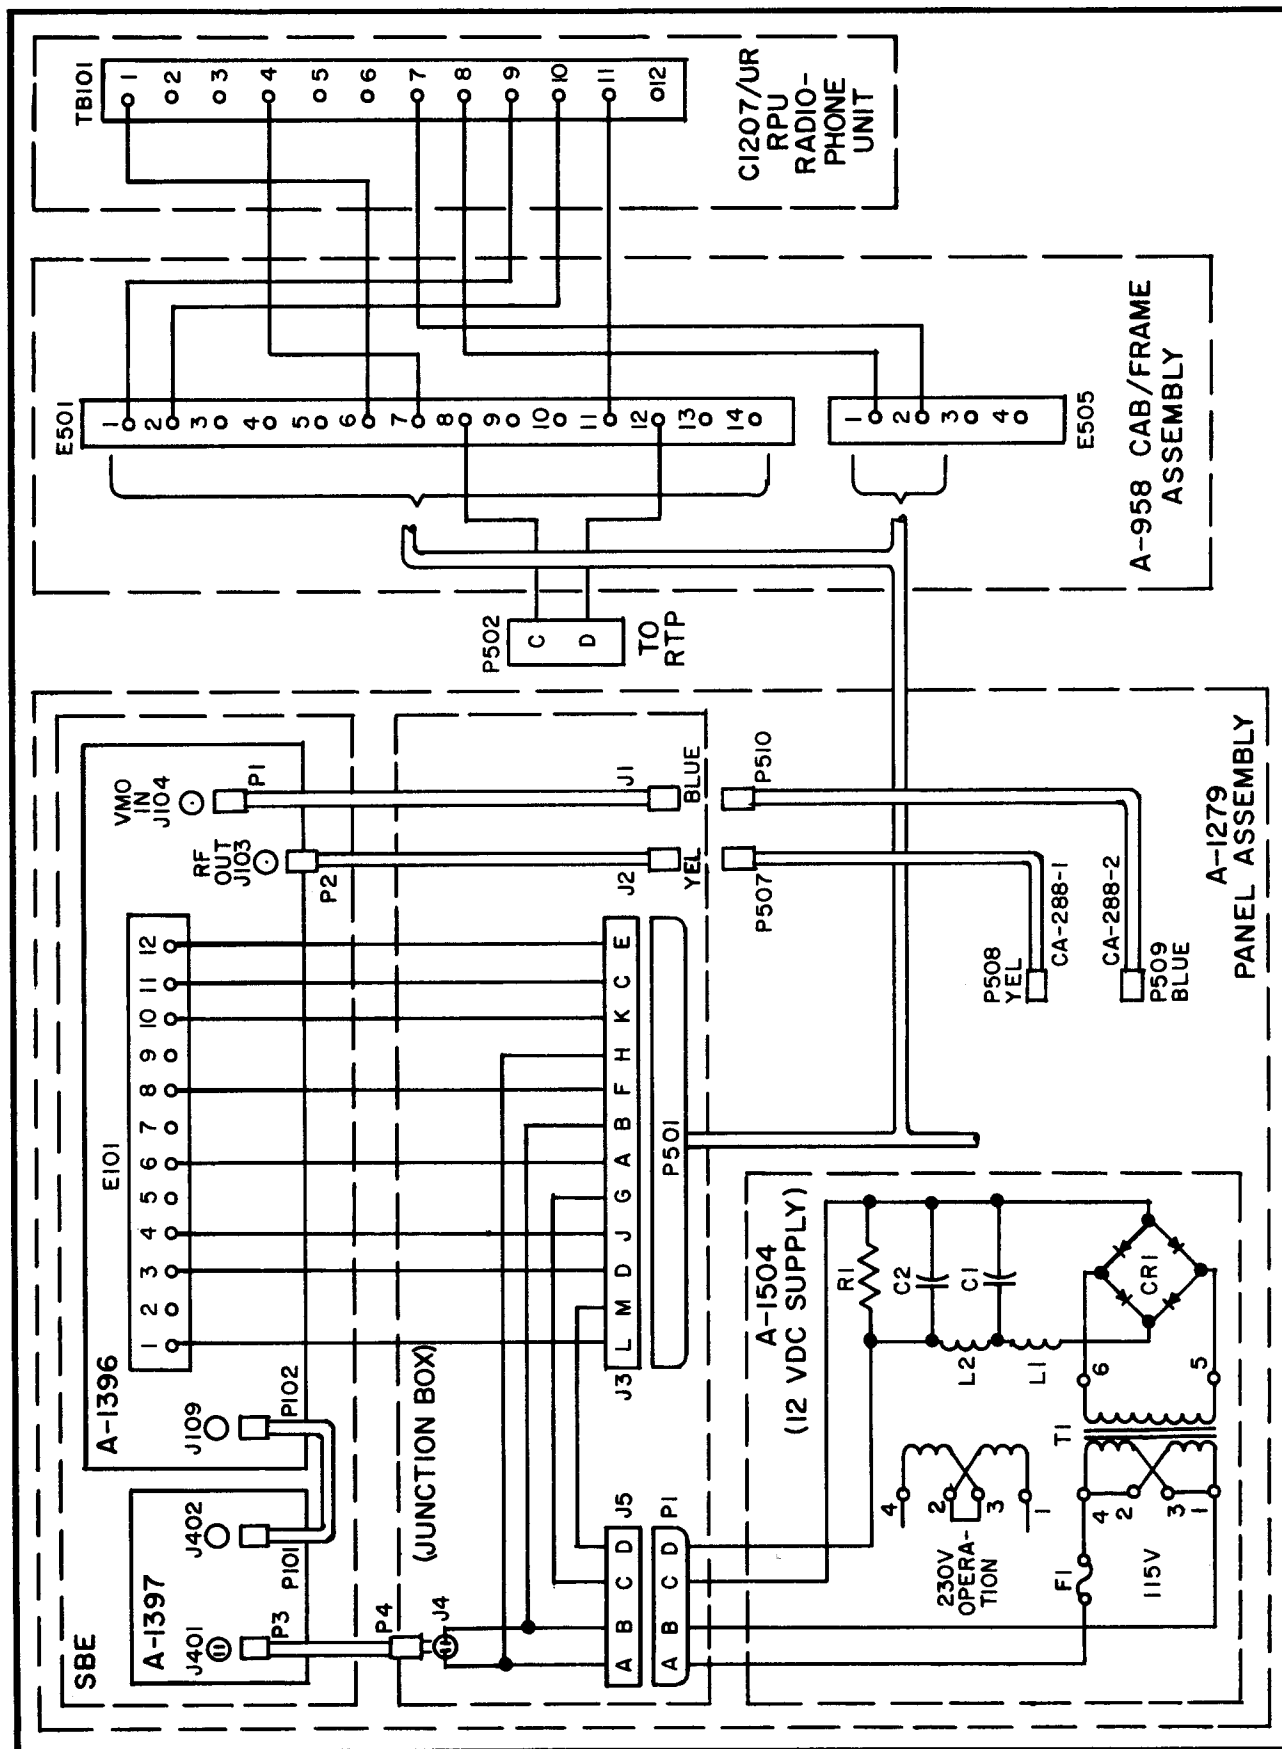 SBE
A-1397
J401
P3
J402
P101
A-1396
J109
P102
E101
1 2 3 4 5 6 7 8 9 10 11 12
RF
OUT
J103
P2
VMO
IN
J104
P1
(JUNCTION BOX)
P4
J4
J5
A B C D
P1
A B C D
J3
L M D J G A B F H K C E
P501
J2
YEL
J1
BLUE
P507
P510
P508
YEL
CA-288-1
CA-288-2
P509
BLUE
A-1279
PANEL ASSEMBLY
A-1504
(12 VDC SUPPLY)
R1
C2
C1
L2
L1
CR1
230V
OPERA-
TION
4
2
3
1
F1
115V
4
2
3
1
T1
6
5
P502
C
D
TO
RTP
E501
1 2 3 4 5 6 7 8 9 10 11 12 13 14
1 2 3 4
E505
A-958 CAB/FRAME
ASSEMBLY
TB101
1 2 3 4 5 6 7 8 9 10 11 12
C1207/UR
RPU
RADIO-
PHONE
UNIT